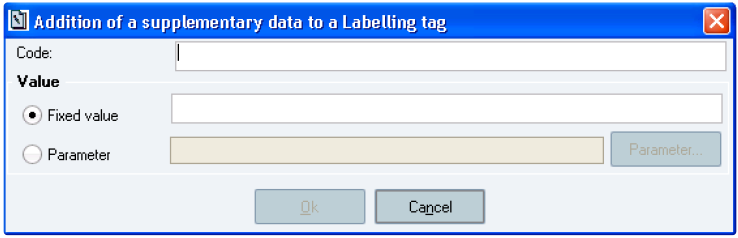 Addition of a supplementary data to a Labelling tag
Code:
Value
Fixed value
Parameter
Parameter...
Ok
Cancel